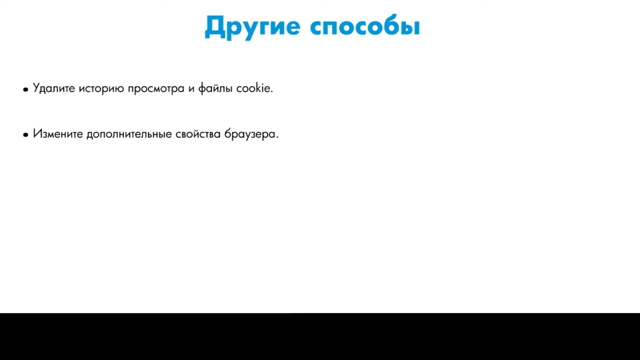 Другие способы
• Удалите историю просмотра и файлы cookie.
• Измените дополнительные свойства браузера.